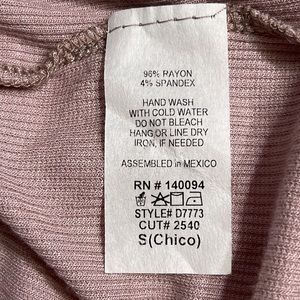 96% RAYON
4% SPANDEX
HAND WASH
WITH COLD WATER
DO NOT BLEACH
HANG OR LINE DRY
IRON, IF NEEDED
ASSEMBLED in MEXICO
RN # 140094
STYLE# D7773
CUT# 2540
S(Chico)